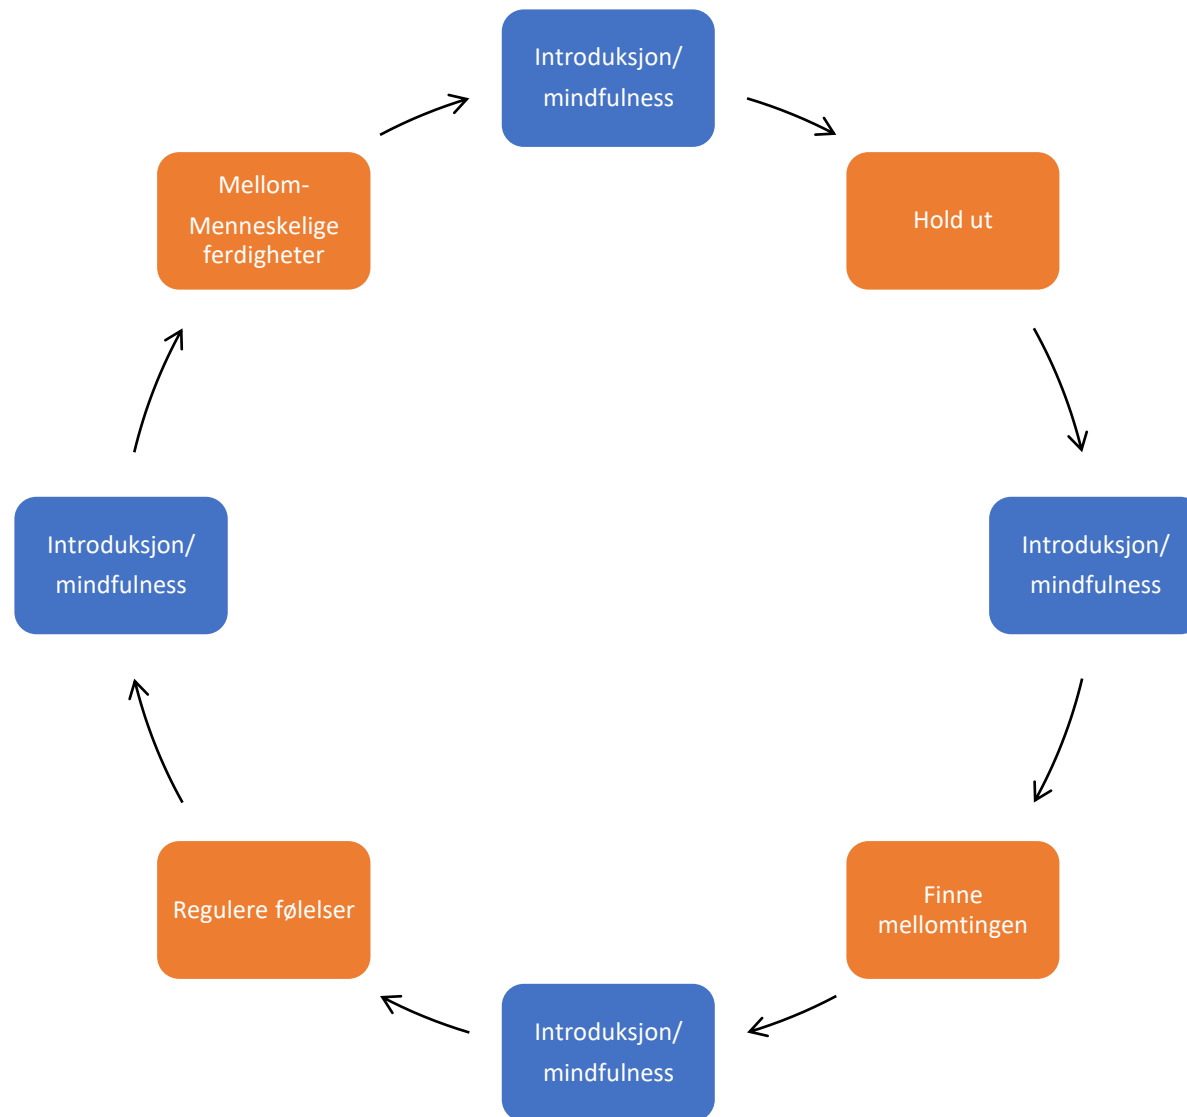 Introduksjon/
mindfulness
Hold ut
Introduksjon/
mindfulness
Finne
mellomtingen
Introduksjon/
mindfulness
Regulere følelser
Introduksjon/
mindfulness
Mellom-
Menneskelige
ferdigheter